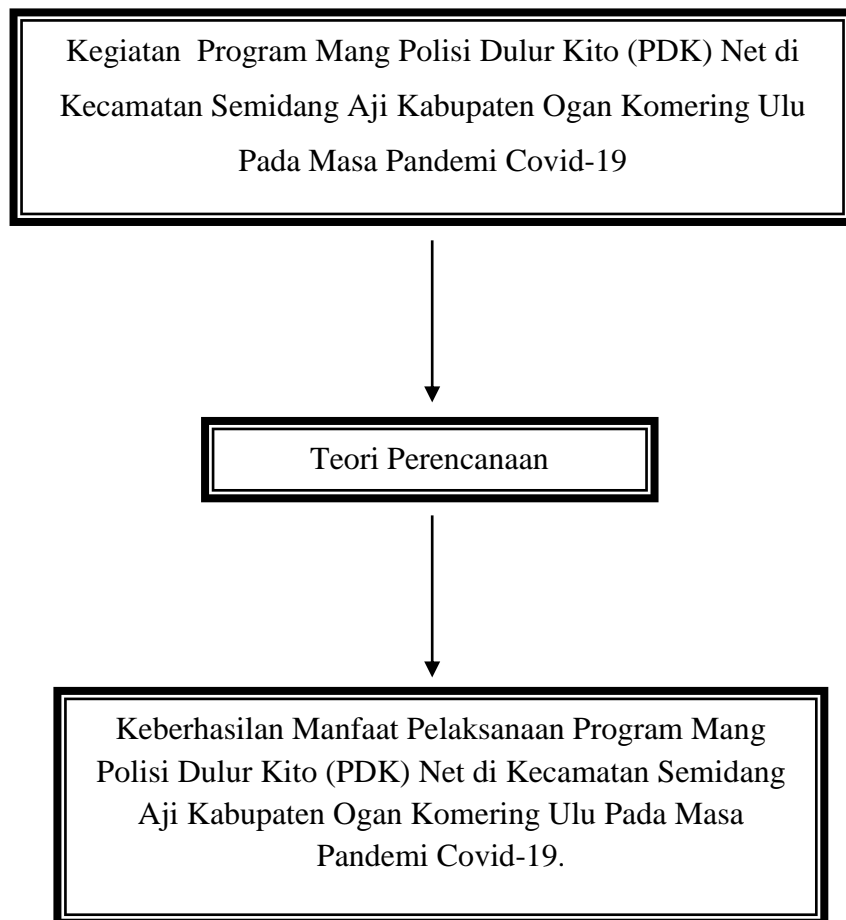 Kegiatan Program Mang Polisi Dulur Kito (PDK) Net di
Kecamatan Semidang Aji Kabupaten Ogan Komering Ulu
Pada Masa Pandemi Covid-19
Teori Perencanaan
Keberhasilan Manfaat Pelaksanaan Program Mang
Polisi Dulur Kito (PDK) Net di Kecamatan Semidang
Aji Kabupaten Ogan Komering Ulu Pada Masa
Pandemi Covid-19.